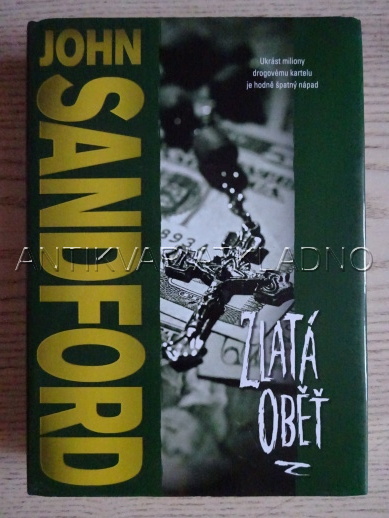 JOHN
SANDFORD
Ukrást miliony
drogovému kartelu
je hodně špatný nápad
ANTIKVARIÁT KLADNO
ZLATÁ
OBĚŤ